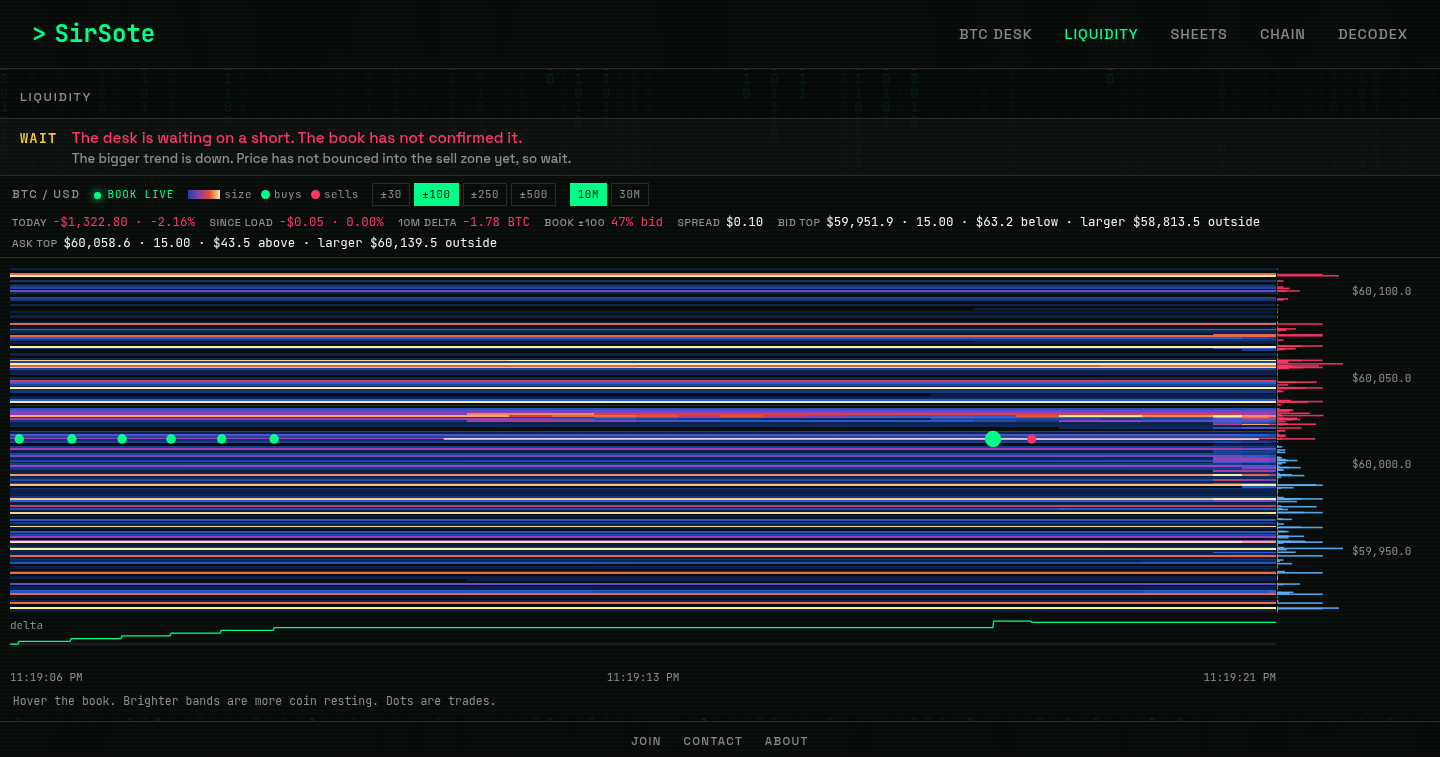 > SirSote
BTC DESK LIQUIDITY SHEETS CHAIN DECODEX
LIQUIDITY
WAIT The desk is waiting on a short. The book has not confirmed it.
The bigger trend is down. Price has not bounced into the sell zone yet, so wait.
BTC / USD BOOK LIVE size buys sells ±30 ±100 ±250 ±500 10M 30M
TODAY -$1,322.80 · -2.16% SINCE LOAD -$0.05 · 0.00% 10M DELTA -1.78 BTC BOOK ±100 47% bid SPREAD $0.10 BID TOP $59,951.9 · 15.00 · $63.2 below · larger $58,813.5 outside
ASK TOP $60,058.6 · 15.00 · $43.5 above · larger $60,139.5 outside
$60,100.0
$60,050.0
$60,000.0
$59,950.0
delta
11:19:06 PM 11:19:13 PM 11:19:21 PM
Hover the book. Brighter bands are more coin resting. Dots are trades.
JOIN CONTACT ABOUT